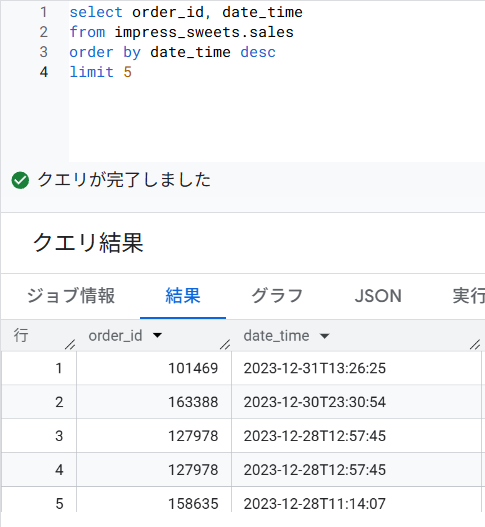 1 select order_id, date_time
2 from impress_sweets.sales
3 order by date_time desc
4 limit 5
クエリが完了しました
クエリ結果
ジョブ情報 結果 グラフ JSON 実行
行 order_id date_time
1 101469 2023-12-31T13:26:25
2 163388 2023-12-30T23:30:54
3 127978 2023-12-28T12:57:45
4 127978 2023-12-28T12:57:45
5 158635 2023-12-28T11:14:07